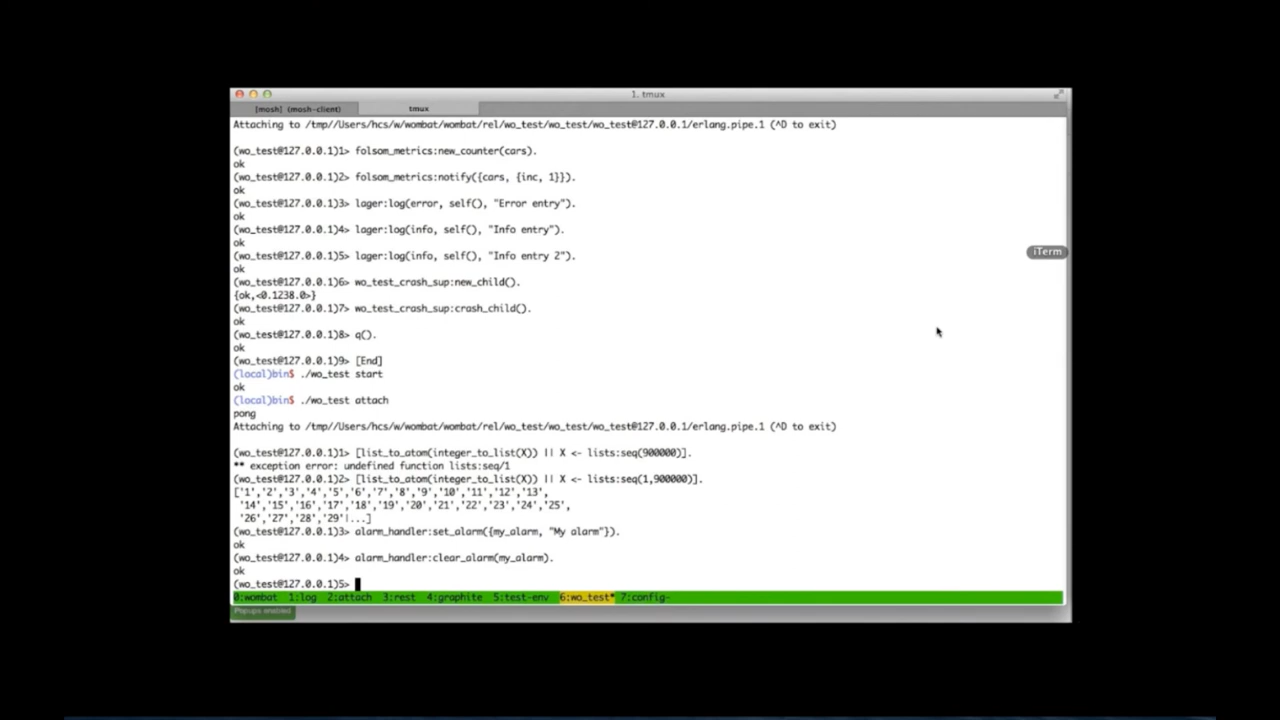 1. tmux
[mosh] (mosh-client) tmux
Attaching to /tmp//Users/hcs/w/wombat/wombat/rel/wo_test/wo_test/wo_test@127.0.0.1/erlang.pipe.1 (^D to exit)
(wo_test@127.0.0.1)1> folsom_metrics:new_counter(cars).
ok
(wo_test@127.0.0.1)2> folsom_metrics:notify({cars, {inc, 1}}).
ok
(wo_test@127.0.0.1)3> lager:log(error, self(), "Error entry").
ok
(wo_test@127.0.0.1)4> lager:log(info, self(), "Info entry").
ok
(wo_test@127.0.0.1)5> lager:log(info, self(), "Info entry 2").
ok
(wo_test@127.0.0.1)6> wo_test_crash_sup:new_child().
{ok,<0.1238.0>}
(wo_test@127.0.0.1)7> wo_test_crash_sup:crash_child().
ok
(wo_test@127.0.0.1)8> q().
ok
(wo_test@127.0.0.1)9> [End]
(local)bin$ ./wo_test start
ok
(local)bin$ ./wo_test attach
pong
Attaching to /tmp//Users/hcs/w/wombat/wombat/rel/wo_test/wo_test/wo_test@127.0.0.1/erlang.pipe.1 (^D to exit)
(wo_test@127.0.0.1)1> [list_to_atom(integer_to_list(X)) || X <- lists:seq(900000)].
** exception error: undefined function lists:seq/1
(wo_test@127.0.0.1)2> [list_to_atom(integer_to_list(X)) || X <- lists:seq(1,900000)].
['1','2','3','4','5','6','7','8','9','10','11','12','13',
'14','15','16','17','18','19','20','21','22','23','24','25',
'26','27','28','29'|...]
(wo_test@127.0.0.1)3> alarm_handler:set_alarm({my_alarm, "My alarm"}).
ok
(wo_test@127.0.0.1)4> alarm_handler:clear_alarm(my_alarm).
ok
(wo_test@127.0.0.1)5>
0:wombat 1:log 2:attach 3:rest 4:graphite 5:test-env 6:wo_test* 7:config-
Popups enabled
iTerm